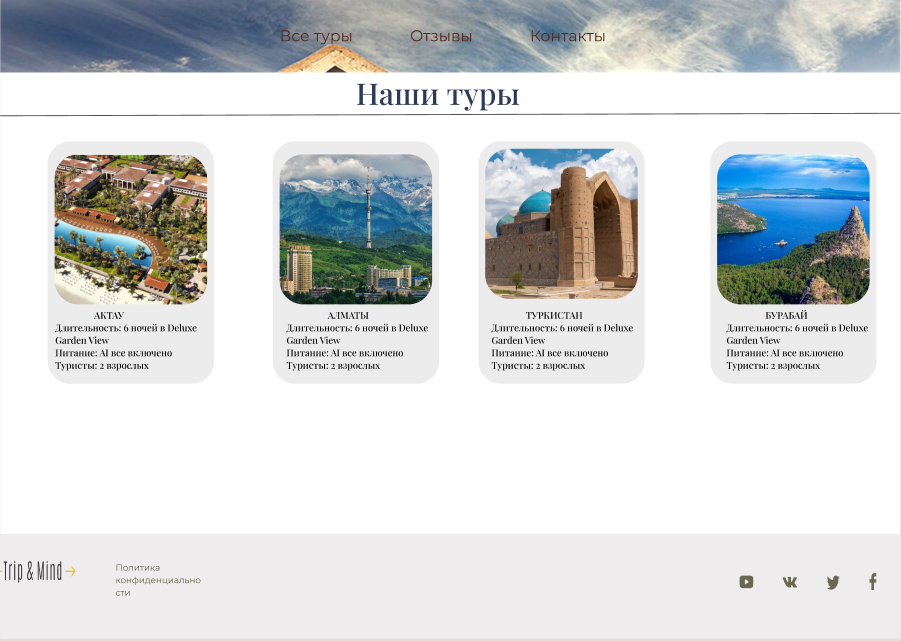 Все туры Отзывы Контакты
Наши туры
АКТАУ
Длительность: 6 ночей в Deluxe
Garden View
Питание: AI все включено
Туристы: 2 взрослых
АЛМАТЫ
Длительность: 6 ночей в Deluxe
Garden View
Питание: AI все включено
Туристы: 2 взрослых
ТУРКИСТАН
Длительность: 6 ночей в Deluxe
Garden View
Питание: AI все включено
Туристы: 2 взрослых
БУРАБАЙ
Длительность: 6 ночей в Deluxe
Garden View
Питание: AI все включено
Туристы: 2 взрослых
Trip & Mind
Политика
конфиденциально
сти